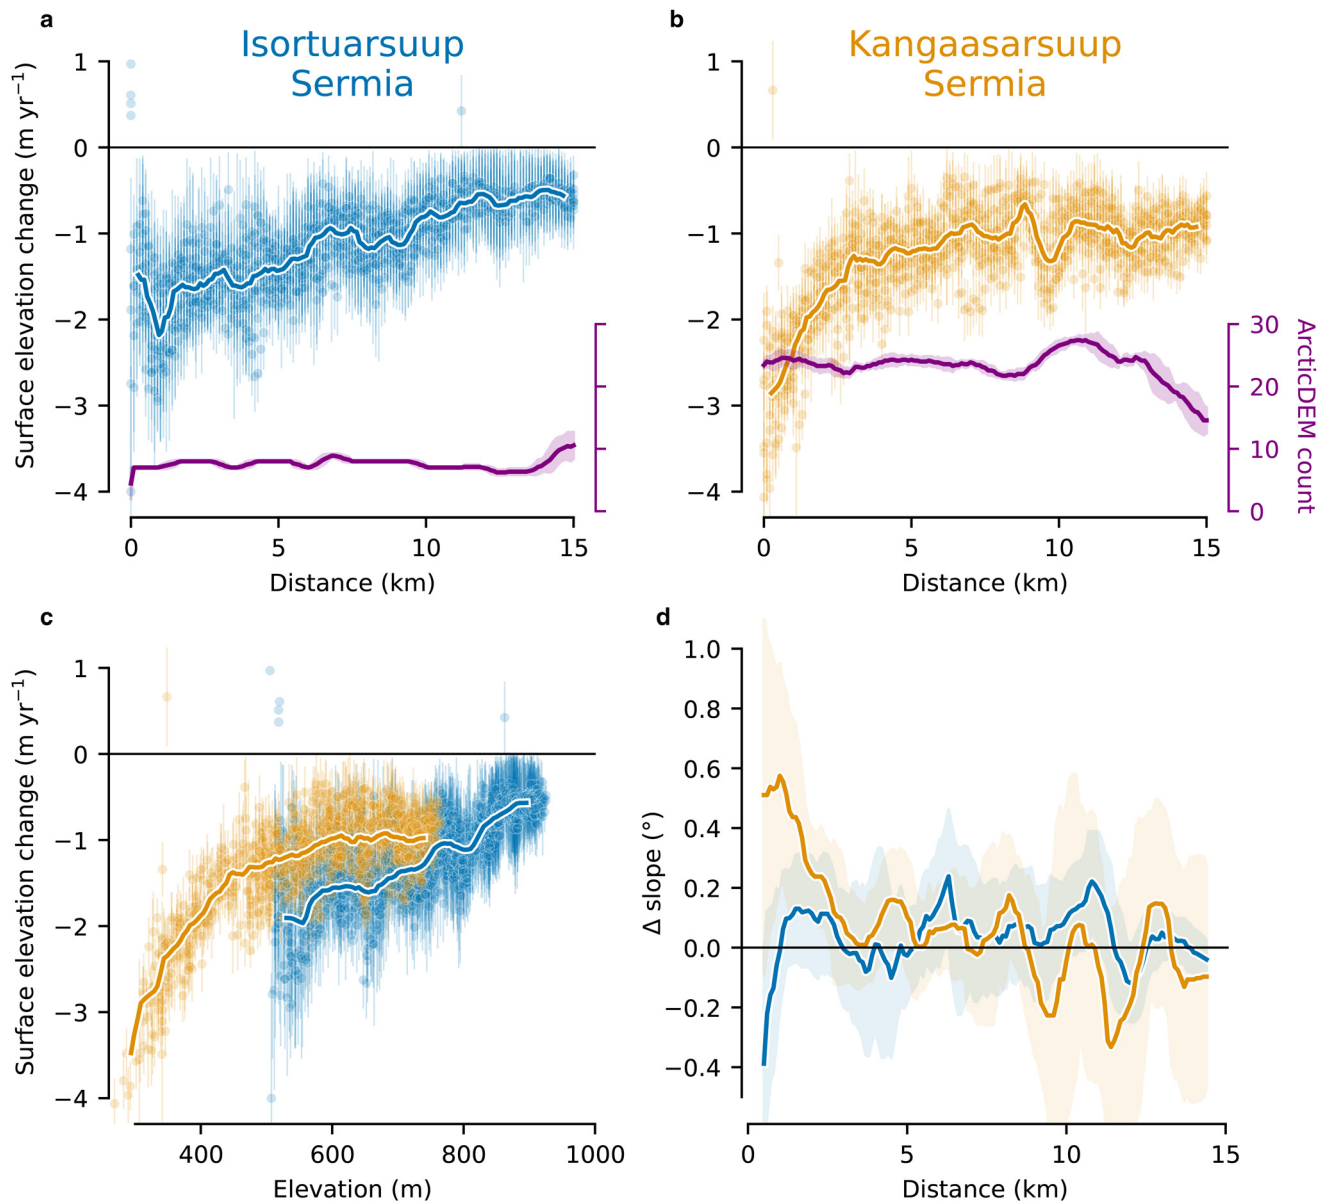 a
Isortuarsuup
Sermia
Surface elevation change (m yr⁻¹)
1
0
−1
−2
−3
−4
0
5
10
15
Distance (km)
b
Kangaasarsuup
Sermia
1
0
−1
−2
−3
−4
30
20
10
0
ArcticDEM count
0
5
10
15
Distance (km)
c
Surface elevation change (m yr⁻¹)
1
0
−1
−2
−3
−4
400
600
800
1000
Elevation (m)
d
Δ slope (°)
1.0
0.8
0.6
0.4
0.2
0.0
−0.2
−0.4
0
5
10
15
Distance (km)